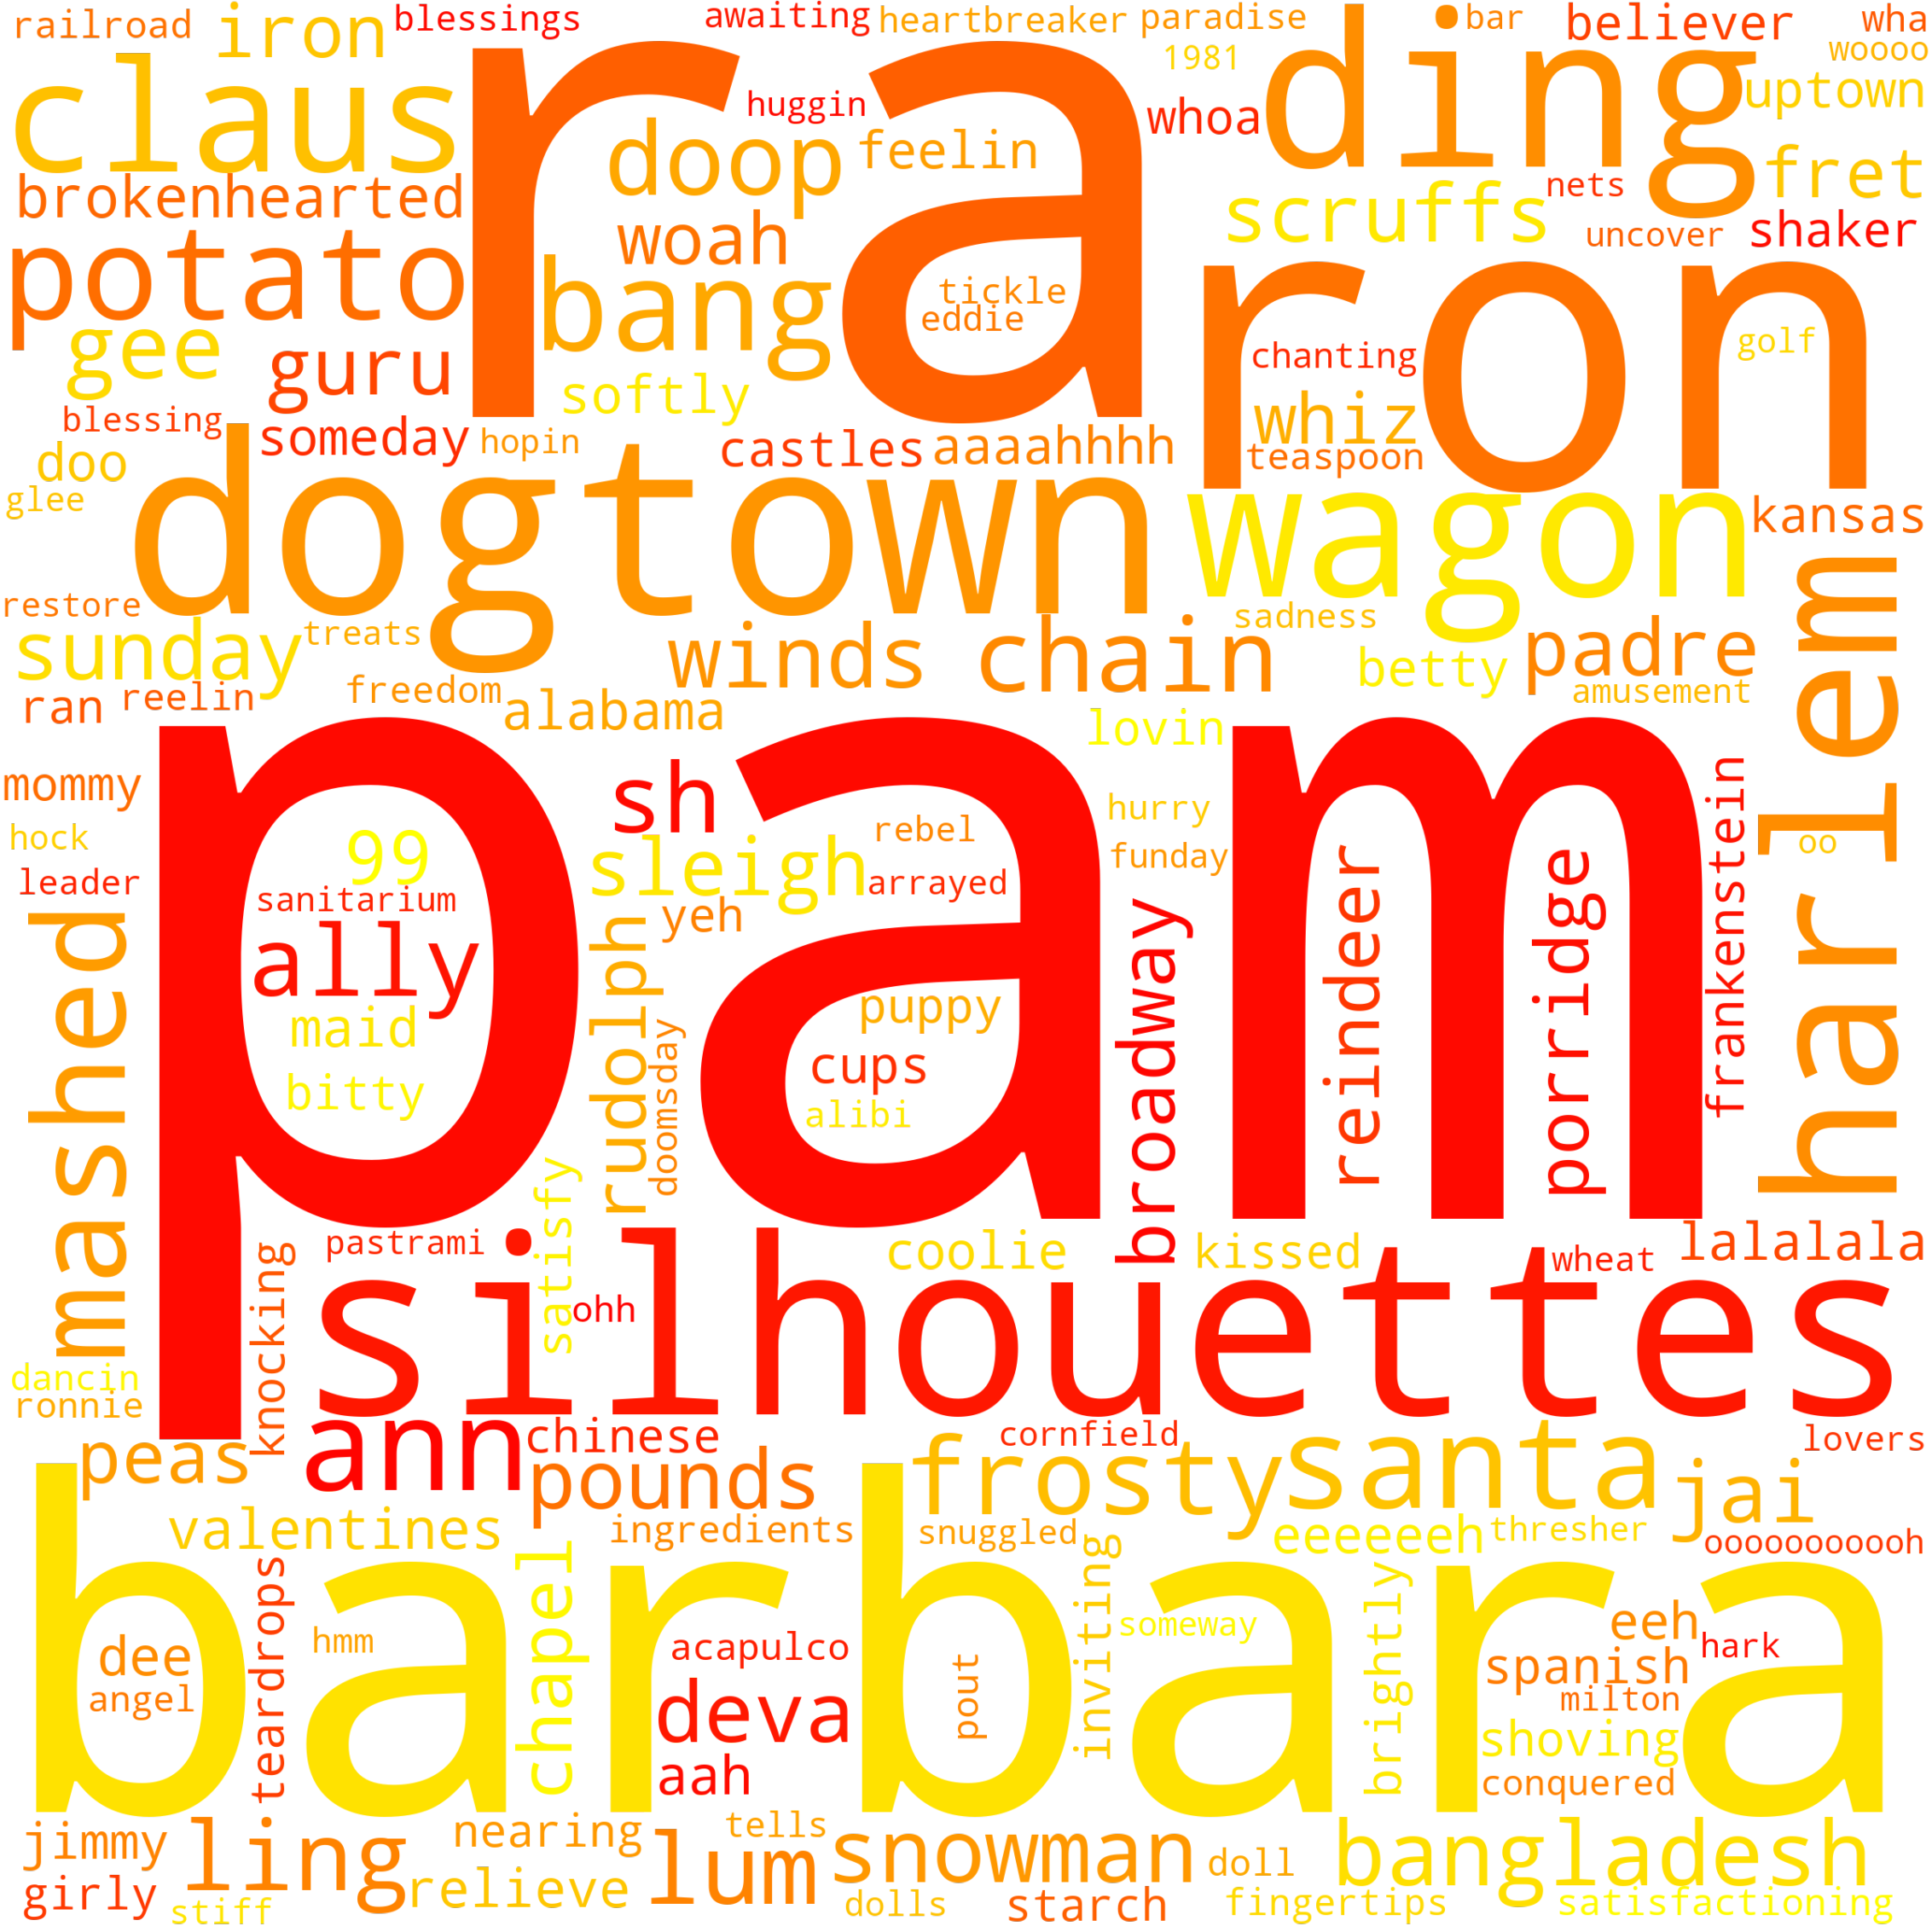 railroad iron blessings awaiting heartbreaker paradise bar believer wha
claus ra 1981 ding woooo
huggin whoa uptown
doop feelin fret
brokenhearted nets
potato woah scruffs uncover shaker
bang tickle ron
gee eddie golf
guru softly chanting
blessing whiz
someday hopin castles aaaahhhh teaspoon
doo
glee dogtown wagon kansas
restore harlem
sunday treats winds chain sadness padre
ran reelin freedom alabama betty amusement
lovin
mommy pam sh hurry frankenstein
hock 99 rebel oo
leader sanitarium sleigh arrayed funday reindeer porridge
mashed ally yeh broadway
rudolph
maid puppy
doomsday cups
bitty alibi
satisfy
pastrami coolie kissed wheat lalalala
knocking silhouettes
ohh
dancin
ronnie
peas ann chinese cornfield lovers
pounds frosty santa jai
valentines ingredients snuggled eeeeeeh thresher ooooooooooh
barbara
teardrops chapel inviting brightly
dee hmm acapulco someway eeh hark
angel deva pout spanish milton
shoving
aah conquered
jimmy ling nearing lum tells snowman doll bangladesh
girly stiff relieve dolls starch fingertips satisfactioning